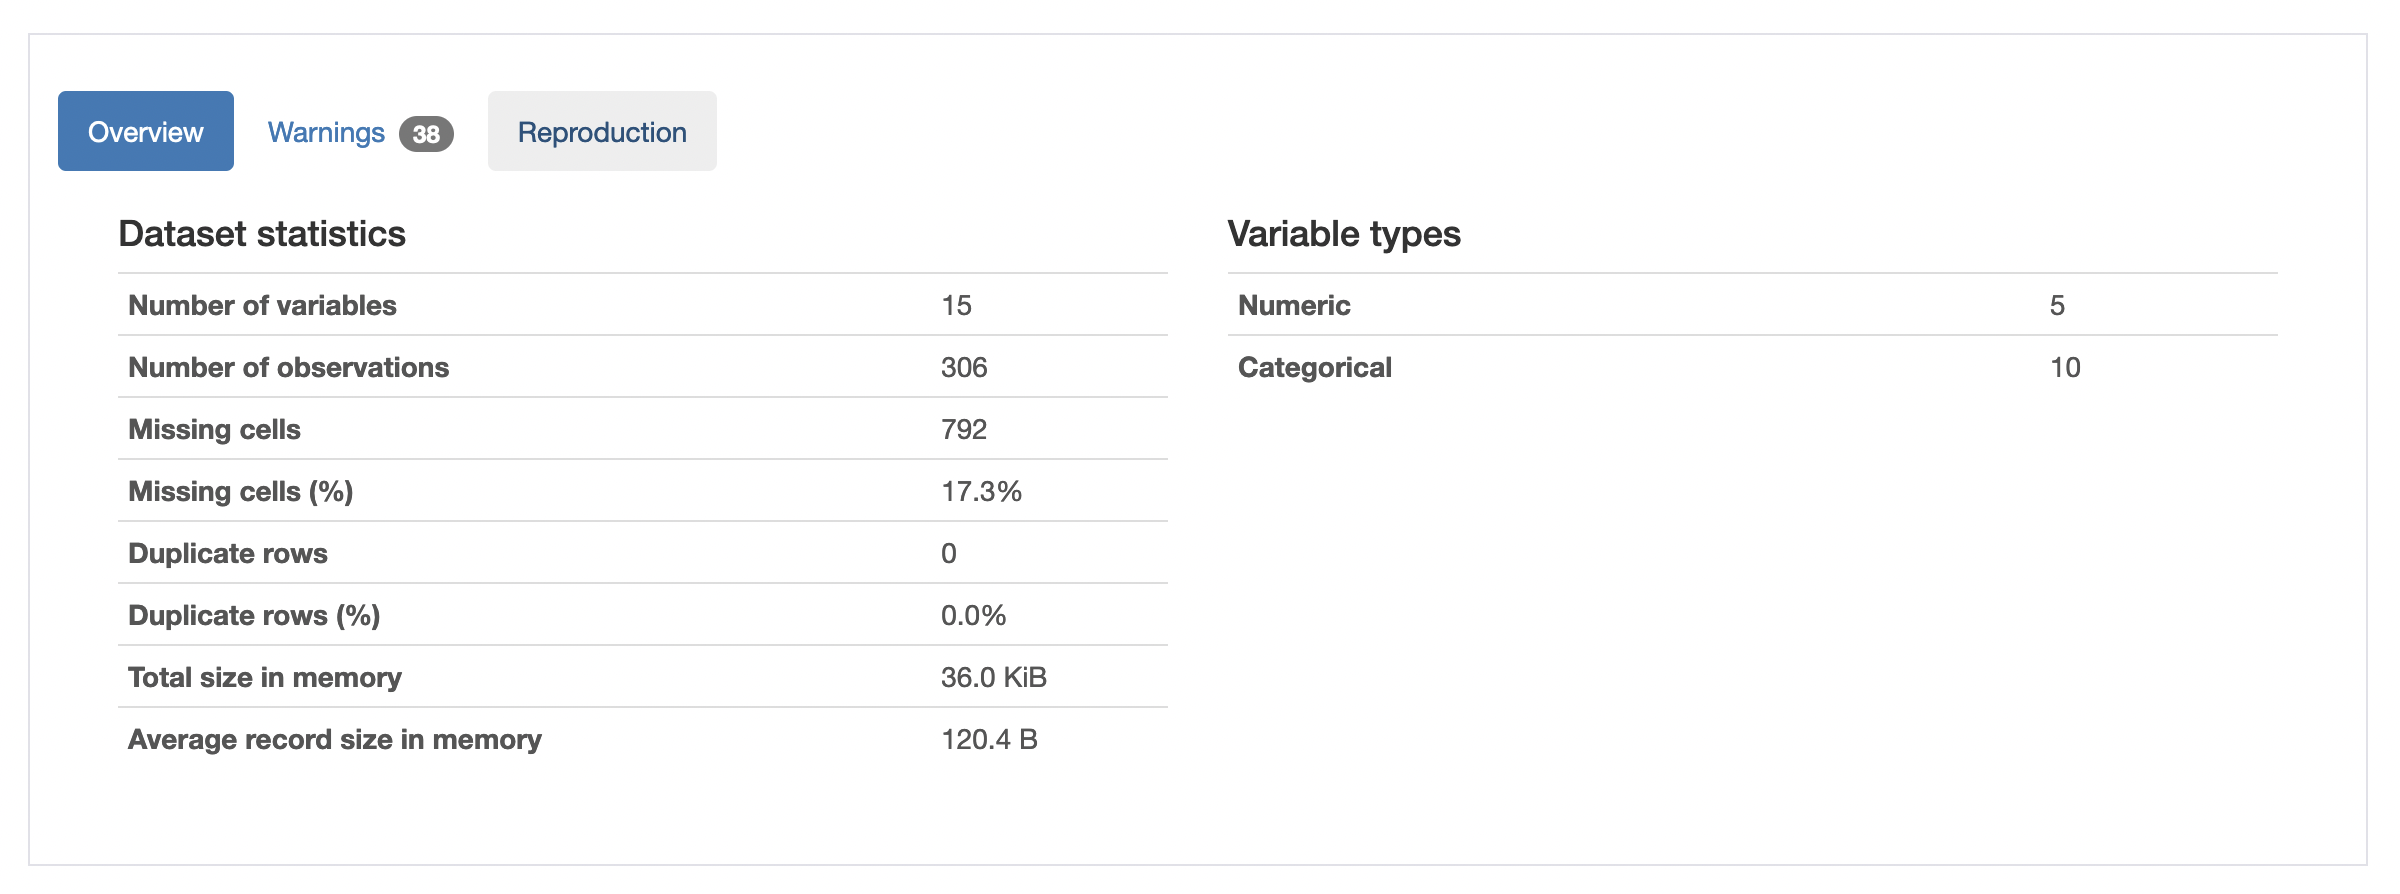 Overview Warnings 38 Reproduction
Dataset statistics
Number of variables 15
Number of observations 306
Missing cells 792
Missing cells (%) 17.3%
Duplicate rows 0
Duplicate rows (%) 0.0%
Total size in memory 36.0 KiB
Average record size in memory 120.4 B
Variable types
Numeric 5
Categorical 10